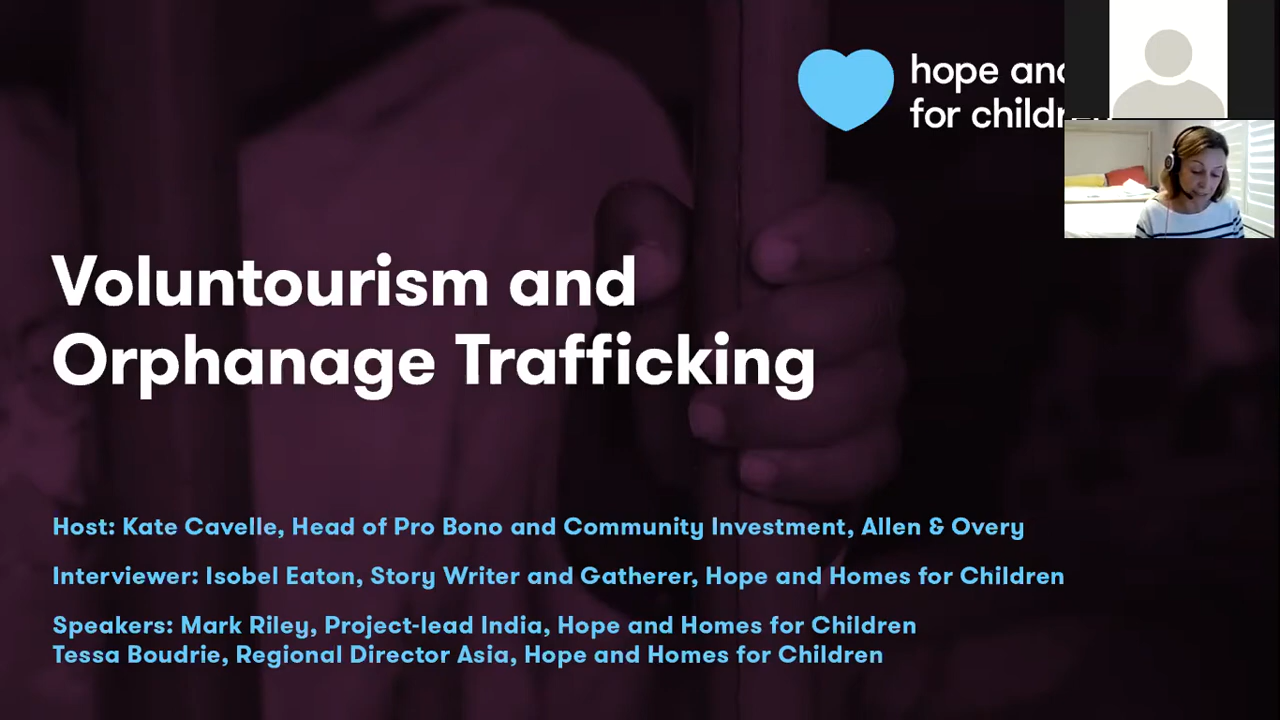 hope and
for children
Voluntourism and
Orphanage Trafficking
Host: Kate Cavelle, Head of Pro Bono and Community Investment, Allen & Overy
Interviewer: Isobel Eaton, Story Writer and Gatherer, Hope and Homes for Children
Speakers: Mark Riley, Project-lead India, Hope and Homes for Children
Tessa Boudrie, Regional Director Asia, Hope and Homes for Children